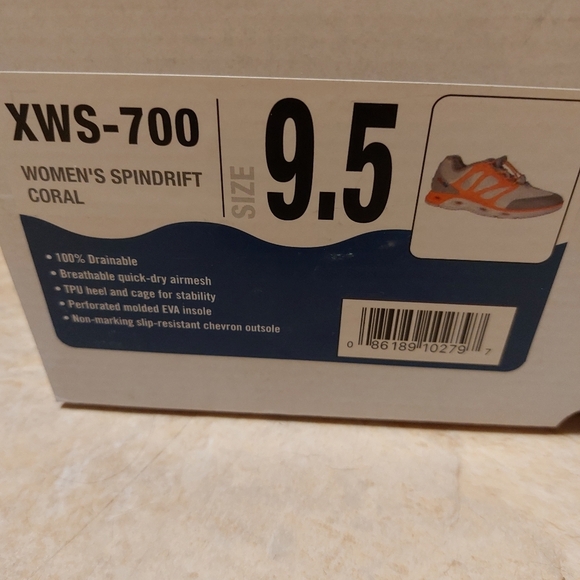 XWS-700
WOMEN'S SPINDRIFT
CORAL
SIZE
9.5
• 100% Drainable
• Breathable quick-dry airmesh
• TPU heel and cage for stability
• Perforated molded EVA insole
• Non-marking slip-resistant chevron outsole
0 86189 10279 7